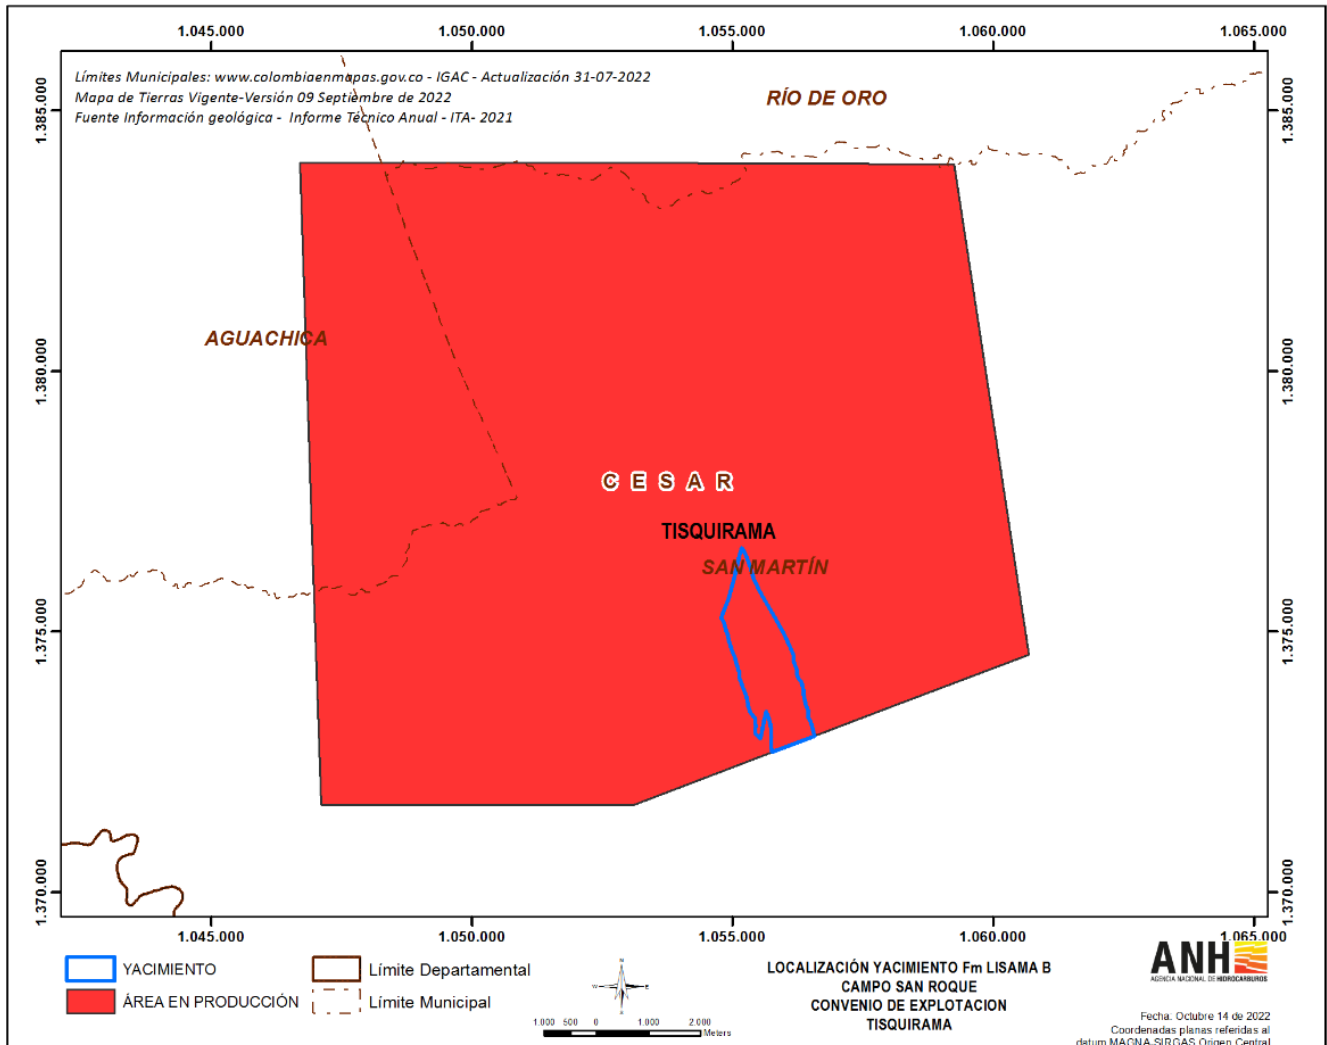 1.045.000 1.050.000 1.055.000 1.060.000 1.065.000
Límites Municipales: www.colombiaenmapas.gov.co - IGAC - Actualización 31-07-2022
Mapa de Tierras Vigente-Versión 09 Septiembre de 2022
Fuente Información geológica - Informe Técnico Anual - ITA- 2021
RÍO DE ORO
1.385.000 1.385.000
AGUACHICA
1.380.000 1.380.000
C E S A R
TISQUIRAMA
SAN MARTÍN
1.375.000 1.375.000
1.370.000 1.370.000
1.045.000 1.050.000 1.055.000 1.060.000 1.065.000
YACIMIENTO
ÁREA EN PRODUCCIÓN
Límite Departamental
Límite Municipal
N
W E
S
1.000 500 0 1.000 2.000
Meters
LOCALIZACIÓN YACIMIENTO Fm LISAMA B
CAMPO SAN ROQUE
CONVENIO DE EXPLOTACION
TISQUIRAMA
ANH
AGENCIA NACIONAL DE HIDROCARBUROS
Fecha: Octubre 14 de 2022
Coordenadas planas referidas al
datum MAGNA-SIRGAS Origen Central